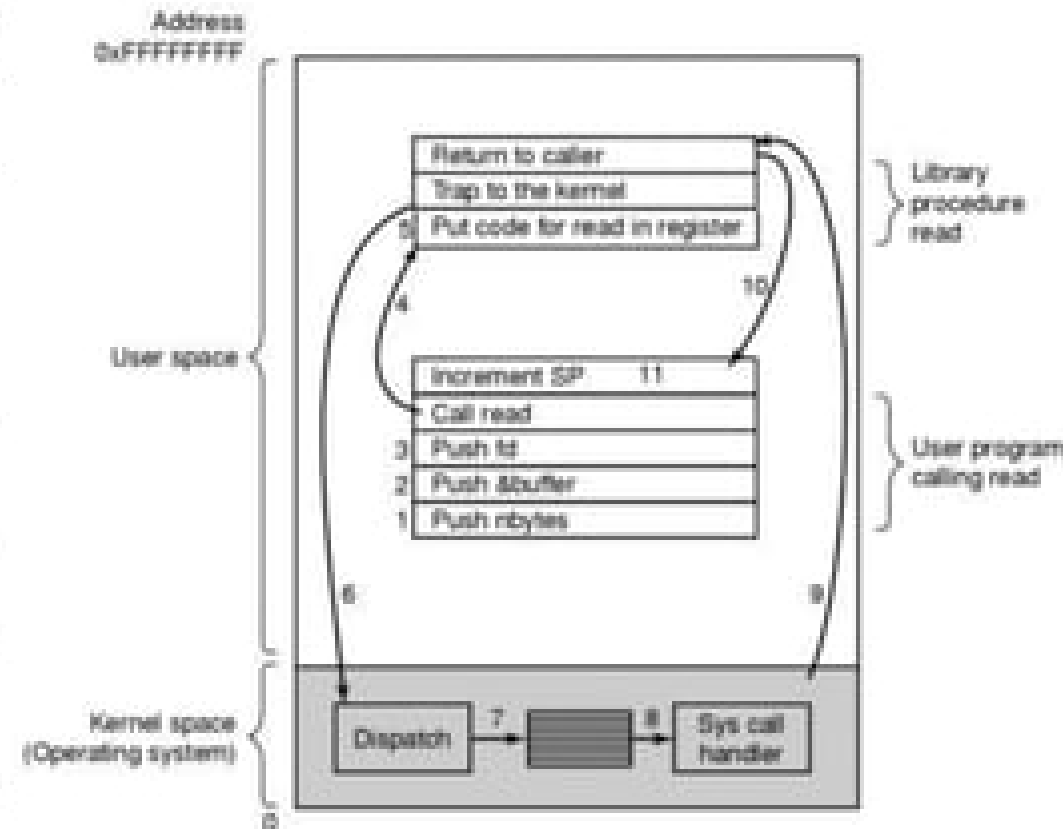 Address
0xFFFFFFFF
Return to caller
Trap to the kernel
5 Put code for read in register
Library
procedure
read
4
10
User space
Increment SP 11
Call read
3 Push fd
2 Push &buffer
1 Push nbytes
User program
calling read
6
9
Kernel space
(Operating system)
Dispatch
7
8
Sys call
handler
0